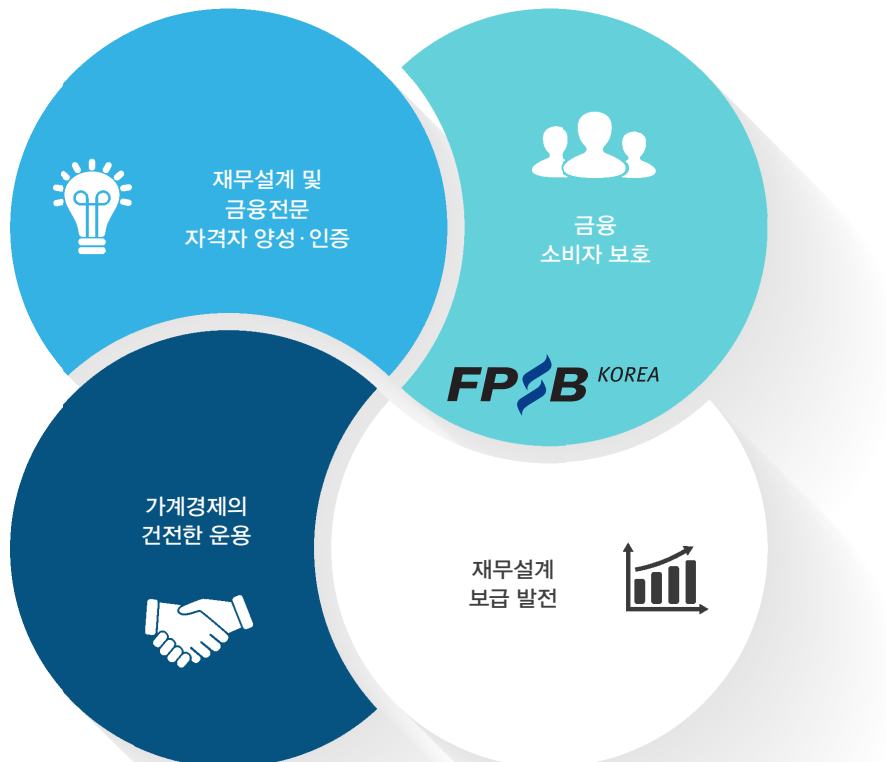 재무설계 및
금융전문
자격자 양성·인증
금융
소비자 보호
FPSB KOREA
가계경제의
건전한 운용
재무설계
보급 발전